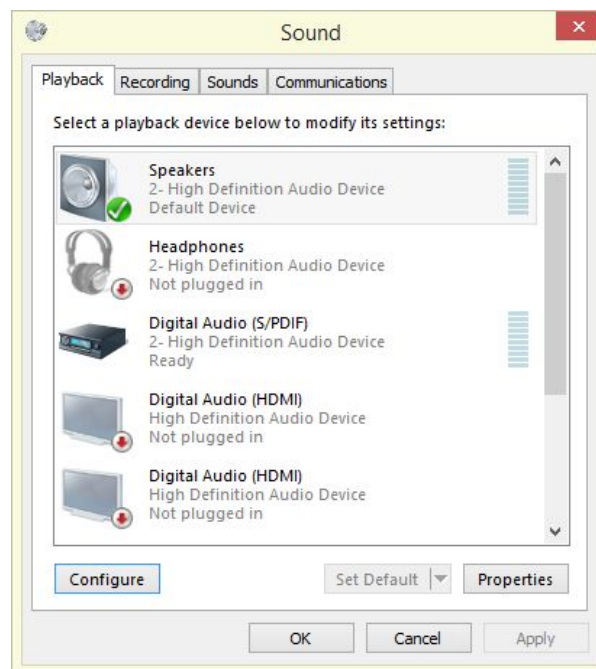 Sound
Playback Recording Sounds Communications
Select a playback device below to modify its settings:
Speakers
2- High Definition Audio Device
Default Device
Headphones
2- High Definition Audio Device
Not plugged in
Digital Audio (S/PDIF)
2- High Definition Audio Device
Ready
Digital Audio (HDMI)
High Definition Audio Device
Not plugged in
Digital Audio (HDMI)
High Definition Audio Device
Not plugged in
Configure Set Default Properties
OK Cancel Apply